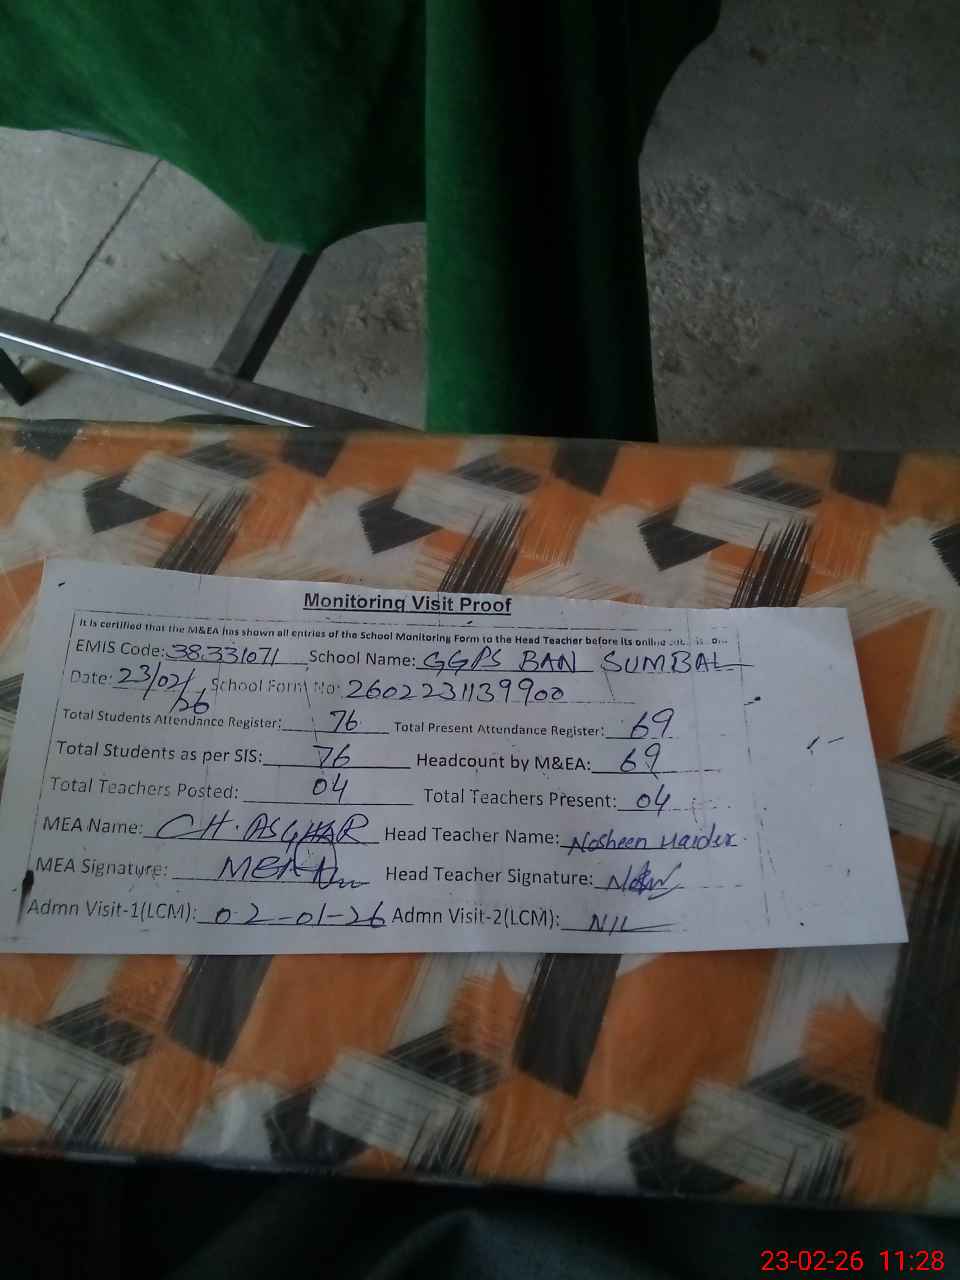 Monitoring Visit Proof
It is certified that the M&EA has shown all entries of the School Monitoring Form to the Head Teacher before its online
EMIS Code: 38331071 School Name: GGPS BAN SUMBAL
Date: 23/02/26, School Form No: 2602231139900
Total Students Attendance Register: 76 Total Present Attendance Register: 69
Total Students as per SIS: 76 Headcount by M&EA: 69
Total Teachers Posted: 04 Total Teachers Present: 04
MEA Name: CH. ASGHAR Head Teacher Name: Nosheen Haider
MEA Signature: MEA Head Teacher Signature:
Admn Visit-1(LCM): 02-01-26 Admn Visit-2(LCM): NIL
23-02-26 11:28